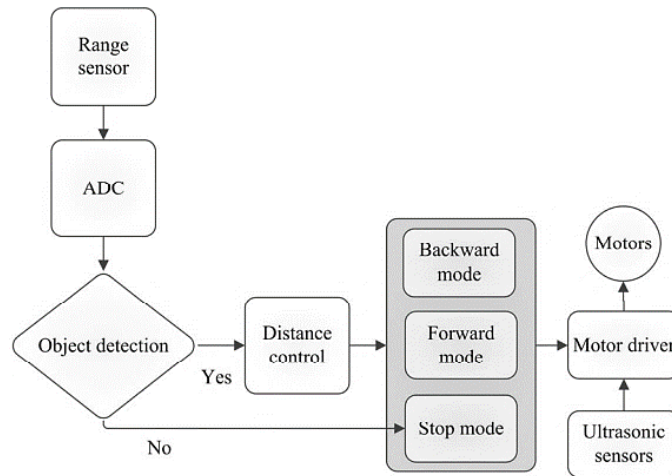 Range
sensor
ADC
Object detection
Yes
No
Distance
control
Backward
mode
Forward
mode
Stop mode
Motors
Motor driver
Ultrasonic
sensors